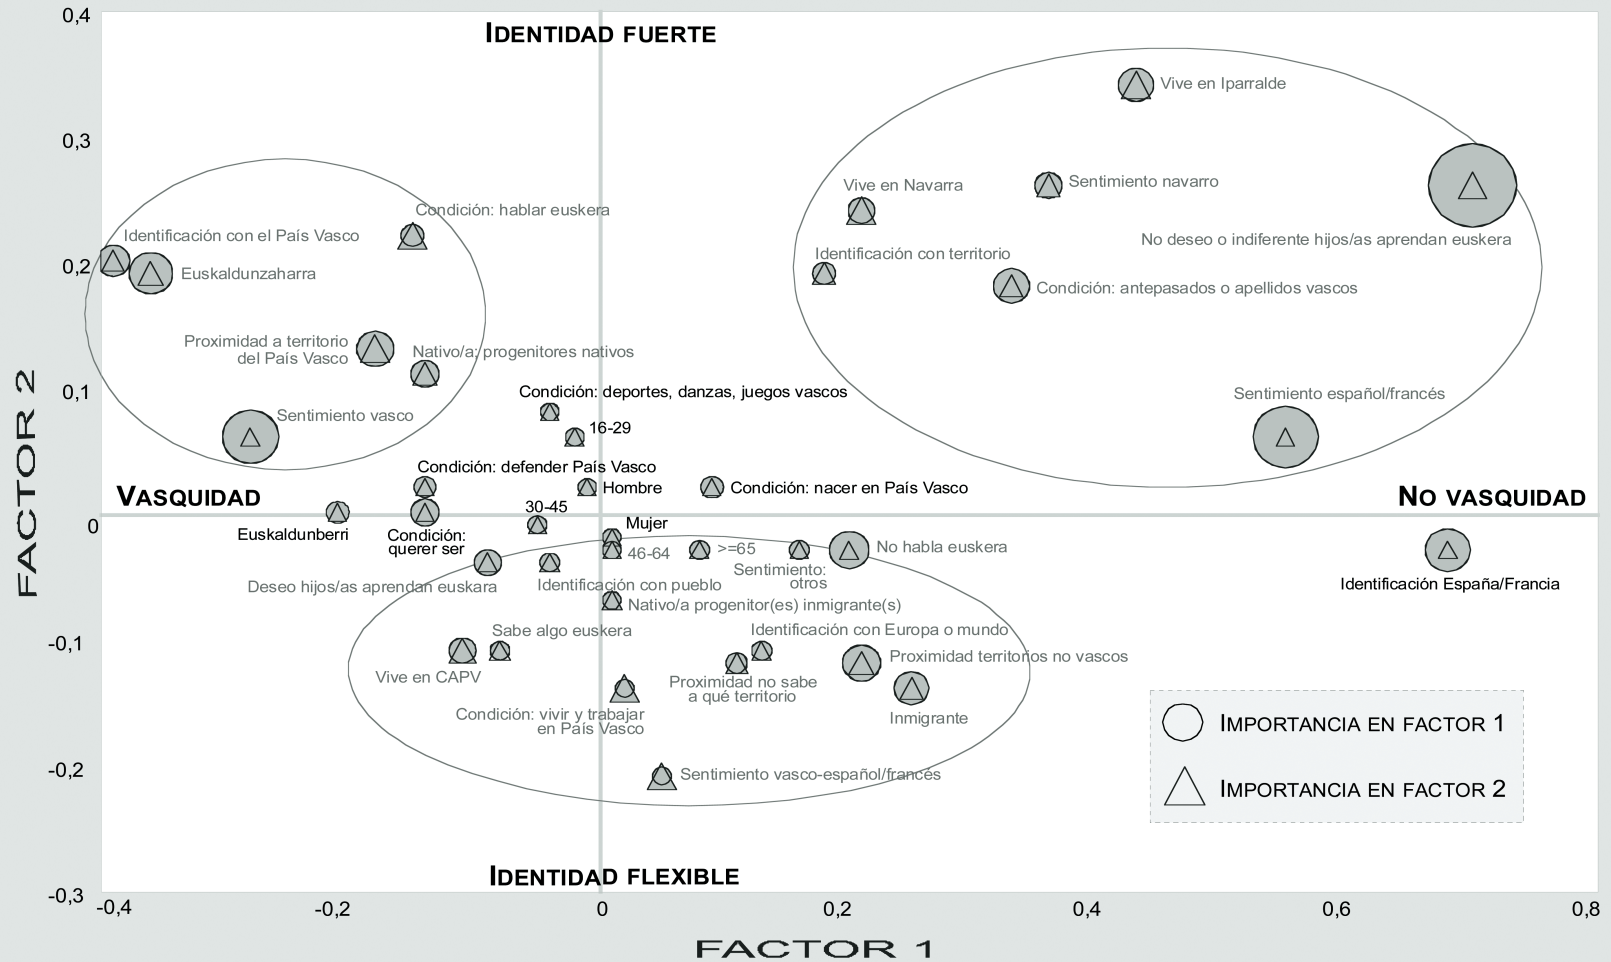 0,4
IDENTIDAD FUERTE
Vive en Iparralde
0,3
Vive en Navarra
Sentimiento navarro
Condición: hablar euskera
Identificación con el País Vasco
No deseo o indiferente hijos/as aprendan euskera
Identificación con territorio
0,2
Euskaldunzaharra
Condición: antepasados o apellidos vascos
Proximidad a territorio
del País Vasco
Nativo/a: progenitores nativos
0,1
Condición: deportes, danzas, juegos vascos
Sentimiento español/francés
Sentimiento vasco
16-29
Condición: defender País Vasco
Hombre
Condición: nacer en País Vasco
VASQUIDAD
NO VASQUIDAD
30-45
0
Mujer
Euskaldunberri
Condición:
querer ser
46-64
>=65
No habla euskera
Sentimiento:
otros
Identificación España/Francia
Deseo hijos/as aprendan euskara
Identificación con pueblo
Nativo/a progenitor(es) inmigrante(s)
-0,1
Sabe algo euskera
Identificación con Europa o mundo
Proximidad territorios no vascos
Vive en CAPV
Proximidad no sabe
a qué territorio
Condición: vivir y trabajar
en País Vasco
Inmigrante
IMPORTANCIA EN FACTOR 1
-0,2
Sentimiento vasco-español/francés
IMPORTANCIA EN FACTOR 2
IDENTIDAD FLEXIBLE
-0,3
-0,4
-0,2
0
0,2
0,4
0,6
0,8
FACTOR 1
FACTOR 2